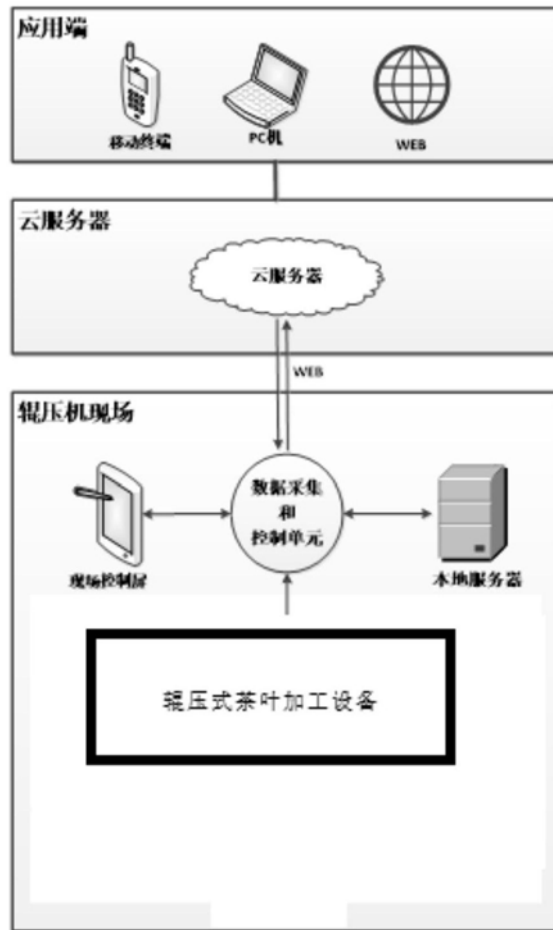 应用端
移动终端
PC机
WEB
云服务器
云服务器
WEB
辊压机现场
数据采集
和
控制单元
现场控制屏
本地服务器
辊压式茶叶加工设备